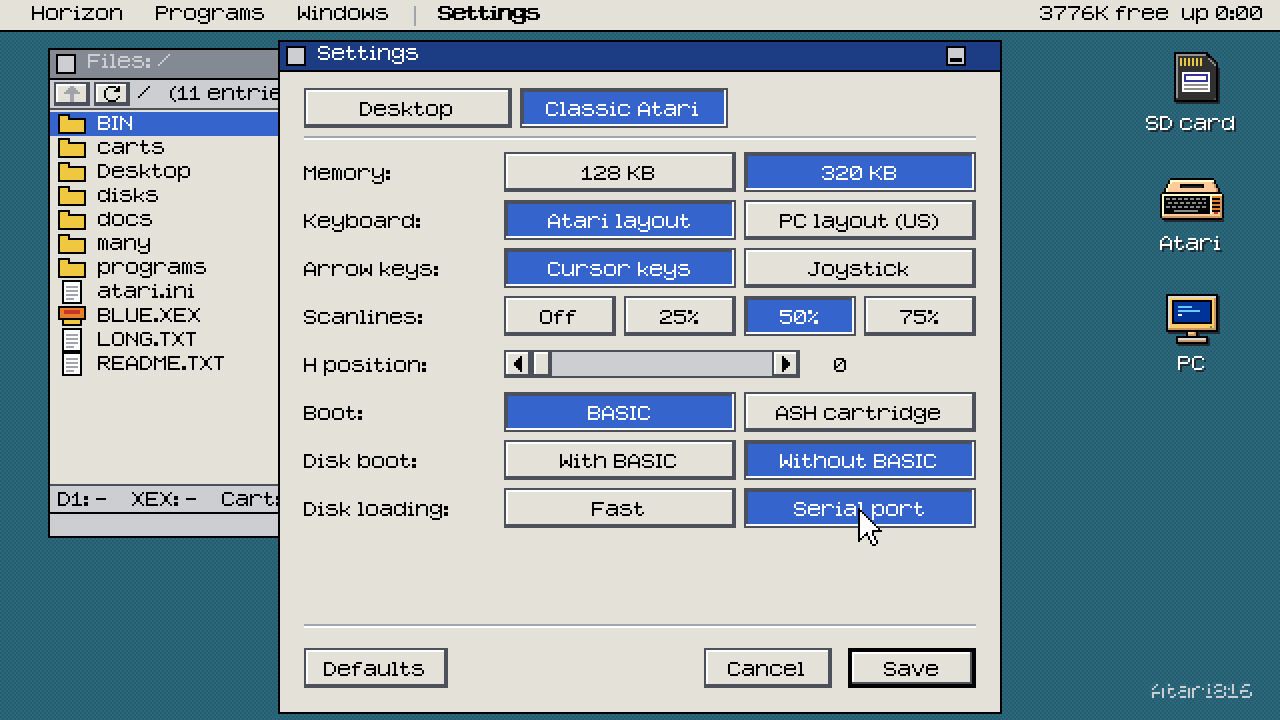 Horizon Programs Windows | Settings 3776K free up 0:00
Files: /
/ (11 entrie
BIN
carts
Desktop
disks
docs
many
programs
atari.ini
BLUE.XEX
LONG.TXT
README.TXT
D1: - XEX: - Cart:
Settings
Desktop Classic Atari
Memory: 128 KB 320 KB
Keyboard: Atari layout PC layout (US)
Arrow keys: Cursor keys Joystick
Scanlines: Off 25% 50% 75%
H position: 0
Boot: BASIC ASH cartridge
Disk boot: With BASIC Without BASIC
Disk loading: Fast Serial port
Defaults Cancel Save
SD card
Atari
PC
Atari816